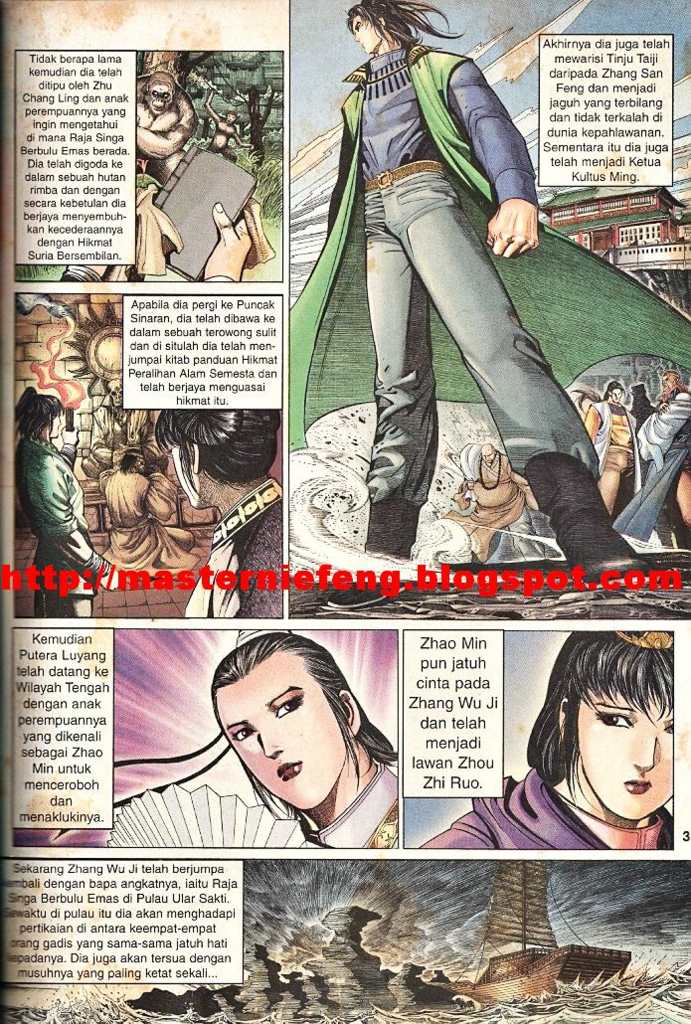 Tidak berapa lama
kemudian dia telah
ditipu oleh Zhu
Chang Ling dan anak
perempuannya yang
ingin mengetahui
di mana Raja Singa
Berbulu Emas berada.
Dia telah digoda ke
dalam sebuah hutan
rimba dan dengan
secara kebetulan dia
berjaya menyembuh-
kan kecederaannya
dengan Hikmat
Suria Bersembilan.
Akhirnya dia juga telah
mewarisi Tinju Taiji
daripada Zhang San
Feng dan menjadi
jaguh yang terbilang
dan tidak terkalah di
dunia kepahlawanan.
Sementara itu dia juga
telah menjadi Ketua
Kultus Ming.
Apabila dia pergi ke Puncak
Sinaran, dia telah dibawa ke
dalam sebuah terowong sulit
dan di situlah dia telah men-
jumpai kitab panduan Hikmat
Peralihan Alam Semesta dan
telah berjaya menguasai
hikmat itu.
http://masterniefeng.blogspot.com
Kemudian
Putera Luyang
telah datang ke
Wilayah Tengah
dengan anak
perempuannya
yang dikenali
sebagai Zhao
Min untuk
menceroboh
dan
menaklukinya.
Zhao Min
pun jatuh
cinta pada
Zhang Wu Ji
dan telah
menjadi
lawan Zhou
Zhi Ruo.
3
Sekarang Zhang Wu Ji telah berjumpa
embali dengan bapa angkatnya, iaitu Raja
Singa Berbulu Emas di Pulau Ular Sakti.
Sewaktu di pulau itu dia akan menghadapi
pertikaian di antara keempat-empat
orang gadis yang sama-sama jatuh hati
kepadanya. Dia juga akan tersua dengan
musuhnya yang paling ketat sekali...